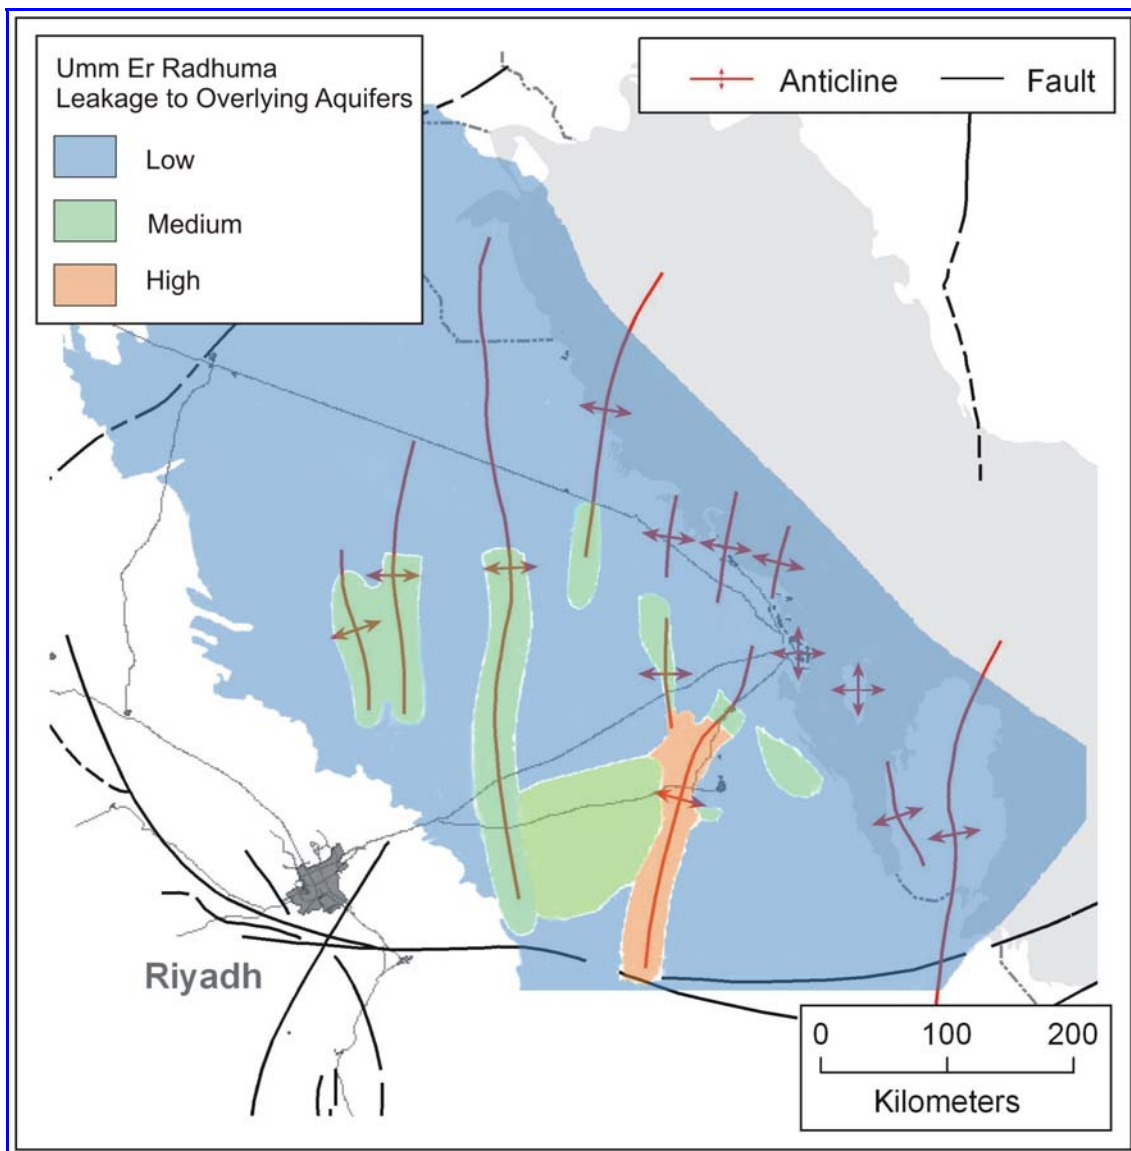 Umm Er Radhuma
Leakage to Overlying Aquifers
Low
Medium
High
Anticline
Fault
Riyadh
0 100 200
Kilometers